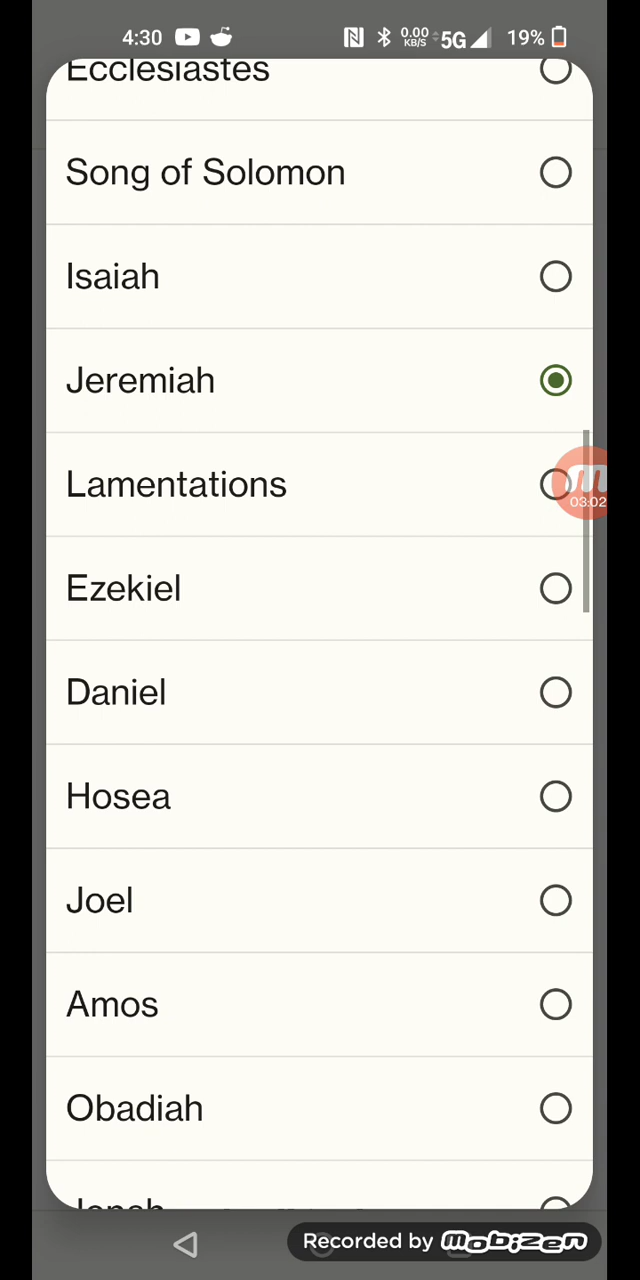 4:30 0.00 KB/S 5G 19%
Ecclesiastes
Song of Solomon
Isaiah
Jeremiah
Lamentations
03:02
Ezekiel
Daniel
Hosea
Joel
Amos
Obadiah
Jonah
Recorded by mobizen